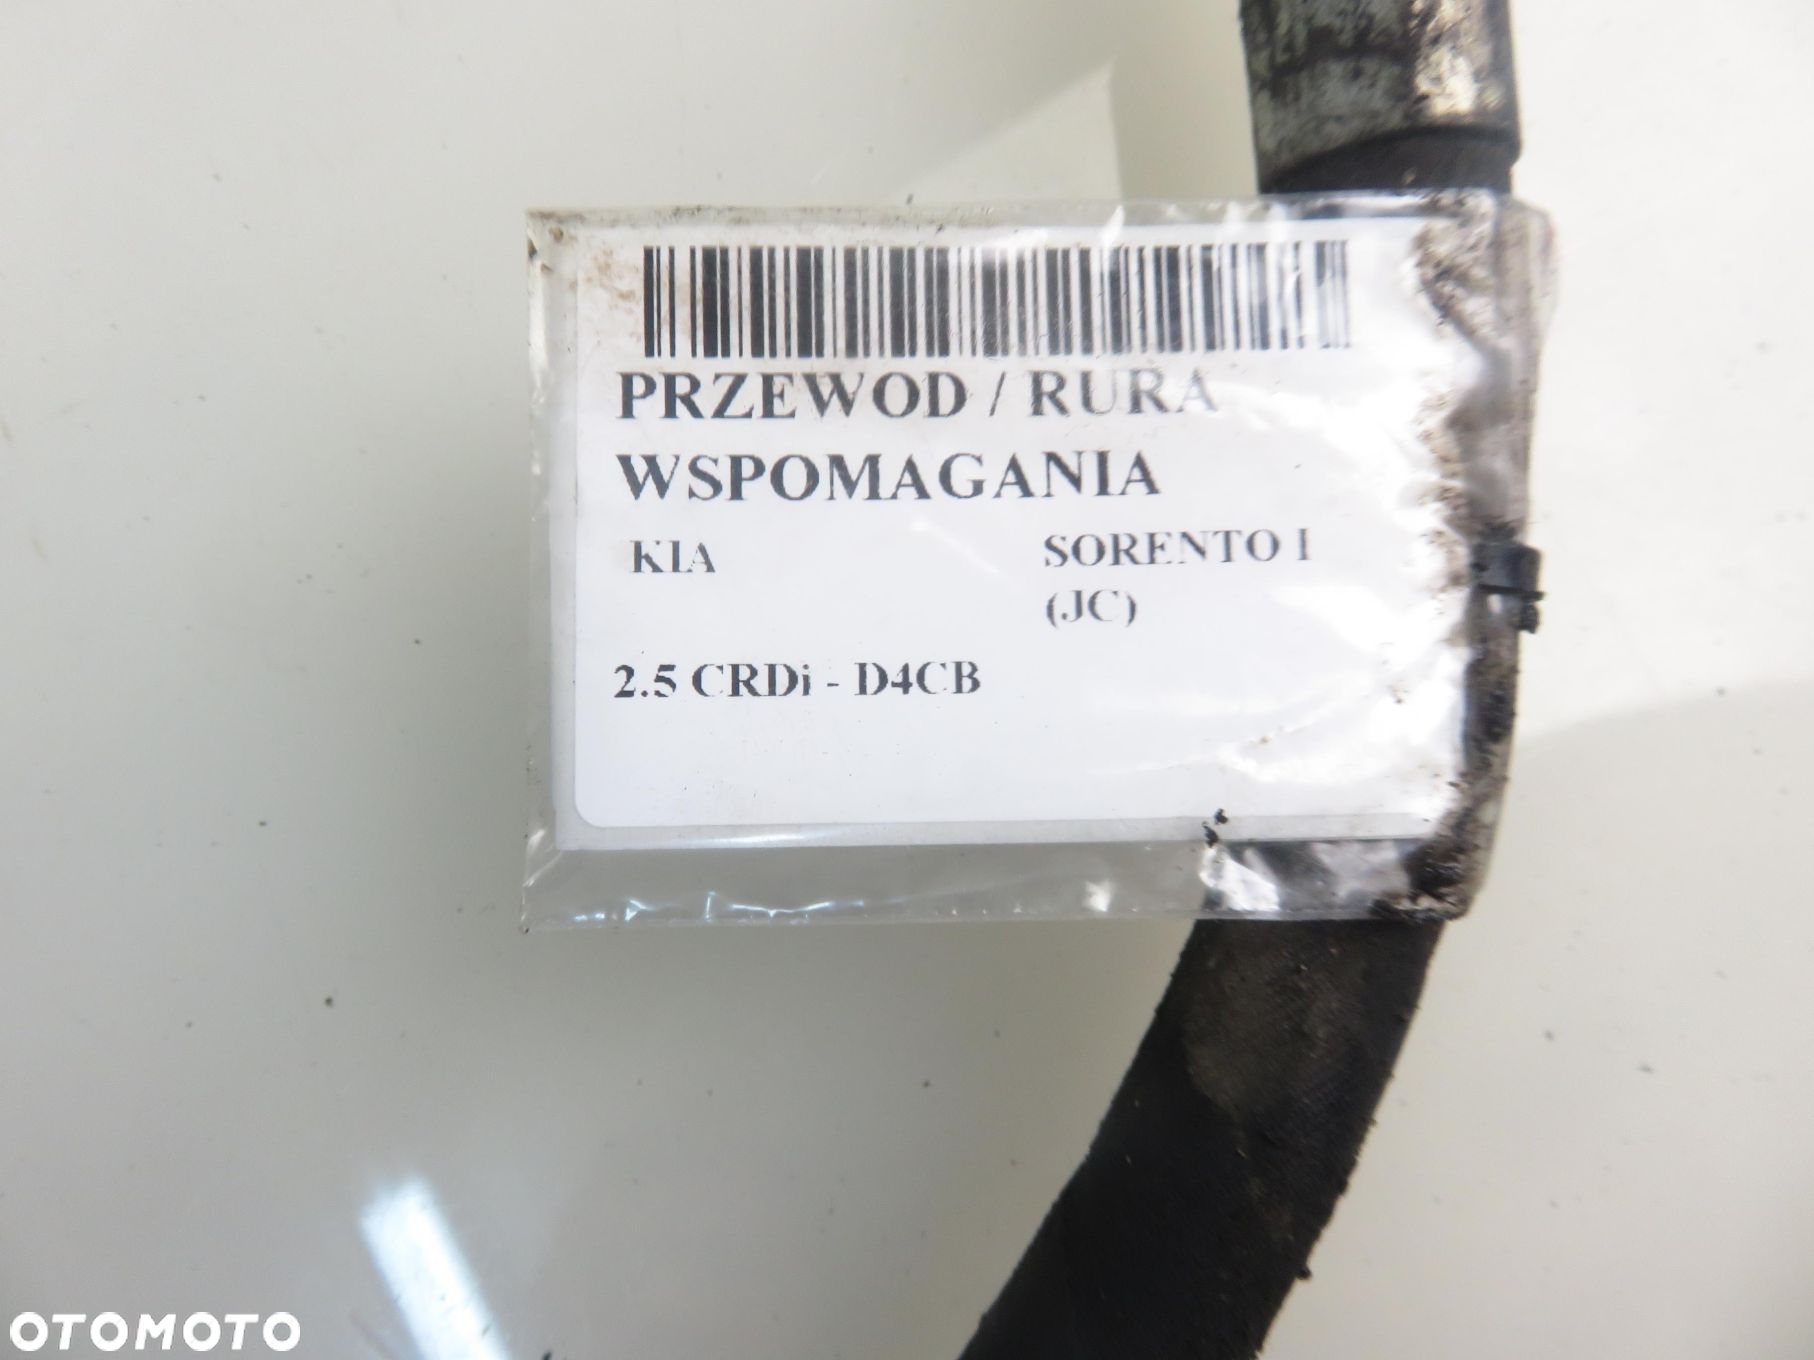 PRZEWOD / RURA
WSPOMAGANIA
KIA
SORENTO I
(JC)
2.5 CRDi - D4CB
OTOMOTO